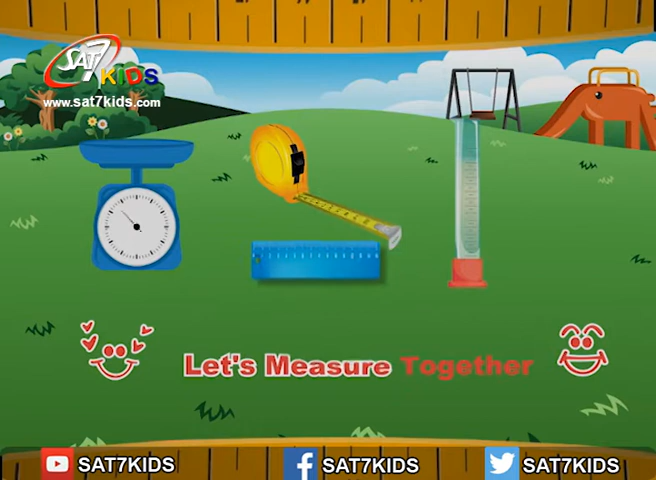 SAT7
KIDS
www.sat7kids.com
Let's Measure Together
SAT7KIDS
SAT7KIDS
SAT7KIDS